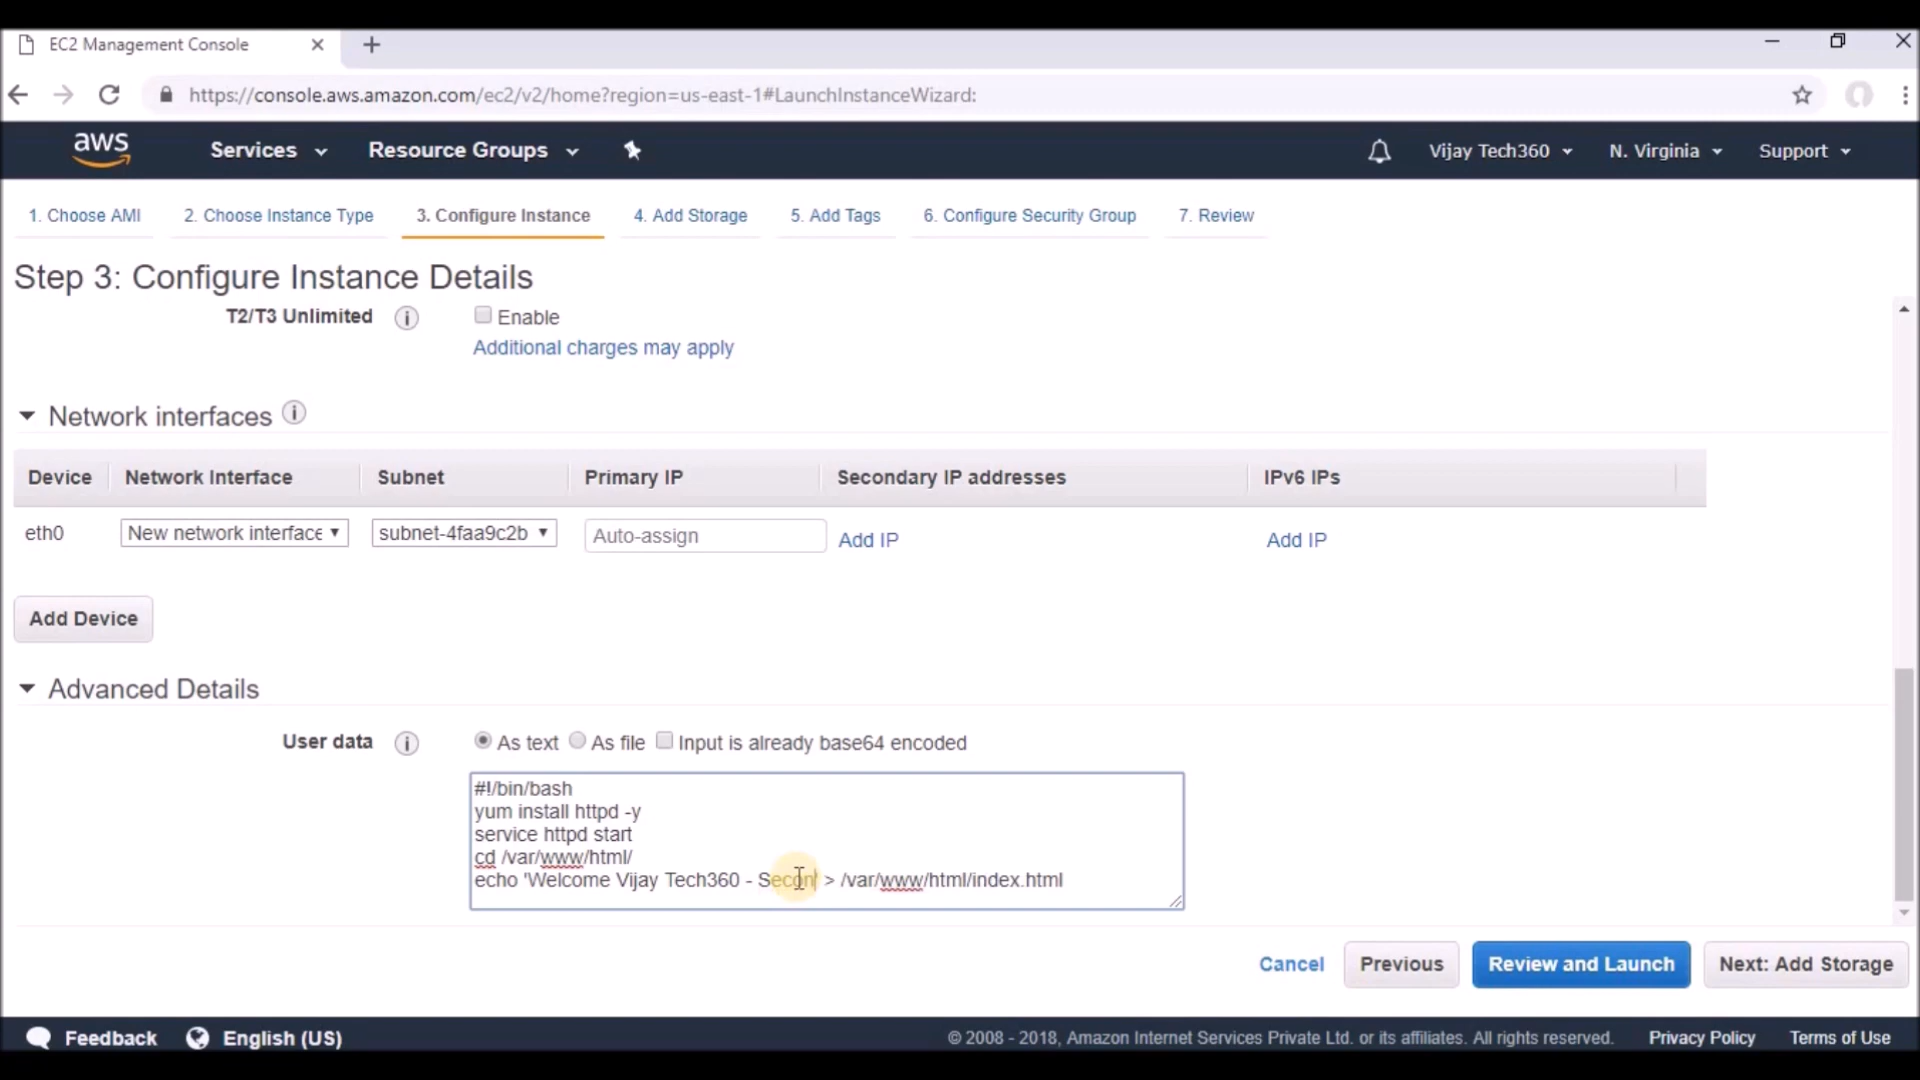 EC2 Management Console
https://console.aws.amazon.com/ec2/v2/home?region=us-east-1#LaunchInstanceWizard:
aws Services Resource Groups Vijay Tech360 N. Virginia Support
1. Choose AMI 2. Choose Instance Type 3. Configure Instance 4. Add Storage 5. Add Tags 6. Configure Security Group 7. Review
Step 3: Configure Instance Details
T2/T3 Unlimited Enable
Additional charges may apply
Network interfaces
Device Network Interface Subnet Primary IP Secondary IP addresses IPv6 IPs
eth0 New network interface subnet-4faa9c2b Auto-assign Add IP Add IP
Add Device
Advanced Details
User data As text As file Input is already base64 encoded
#!/bin/bash
yum install httpd -y
service httpd start
cd /var/www/html/
echo 'Welcome Vijay Tech360 - Secon' > /var/www/html/index.html
Cancel Previous Review and Launch Next: Add Storage
Feedback English (US) © 2008 - 2018, Amazon Internet Services Private Ltd. or its affiliates. All rights reserved. Privacy Policy Terms of Use